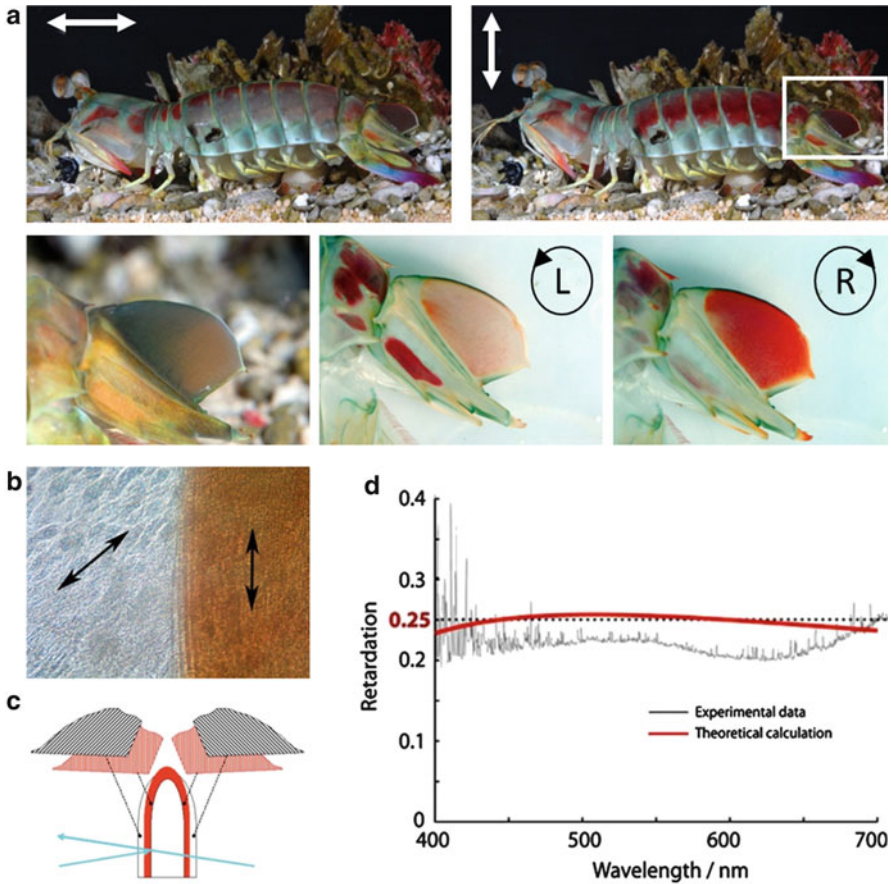 a
L
R
b
c
d
0.4
0.3
0.25
0.2
0.1
0
Retardation
Experimental data
Theoretical calculation
400
500
600
700
Wavelength / nm